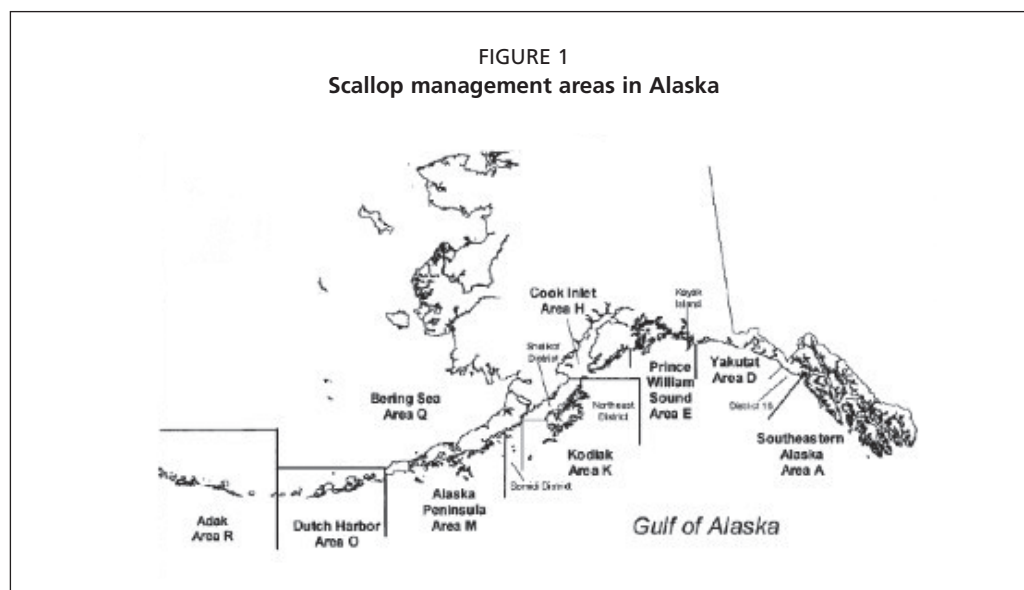 FIGURE 1
Scallop management areas in Alaska
Cook Inlet
Area H
Kayak
Island
Shelikof
District
Prince
William
Sound
Area E
Yakutat
Area D
Bering Sea
Area Q
Northeast
District
District 16
Kodiak
Area K
Southeastern
Alaska
Area A
Semidi District
Alaska
Peninsula
Area M
Adak
Area R
Dutch Harbor
Area O
Gulf of Alaska